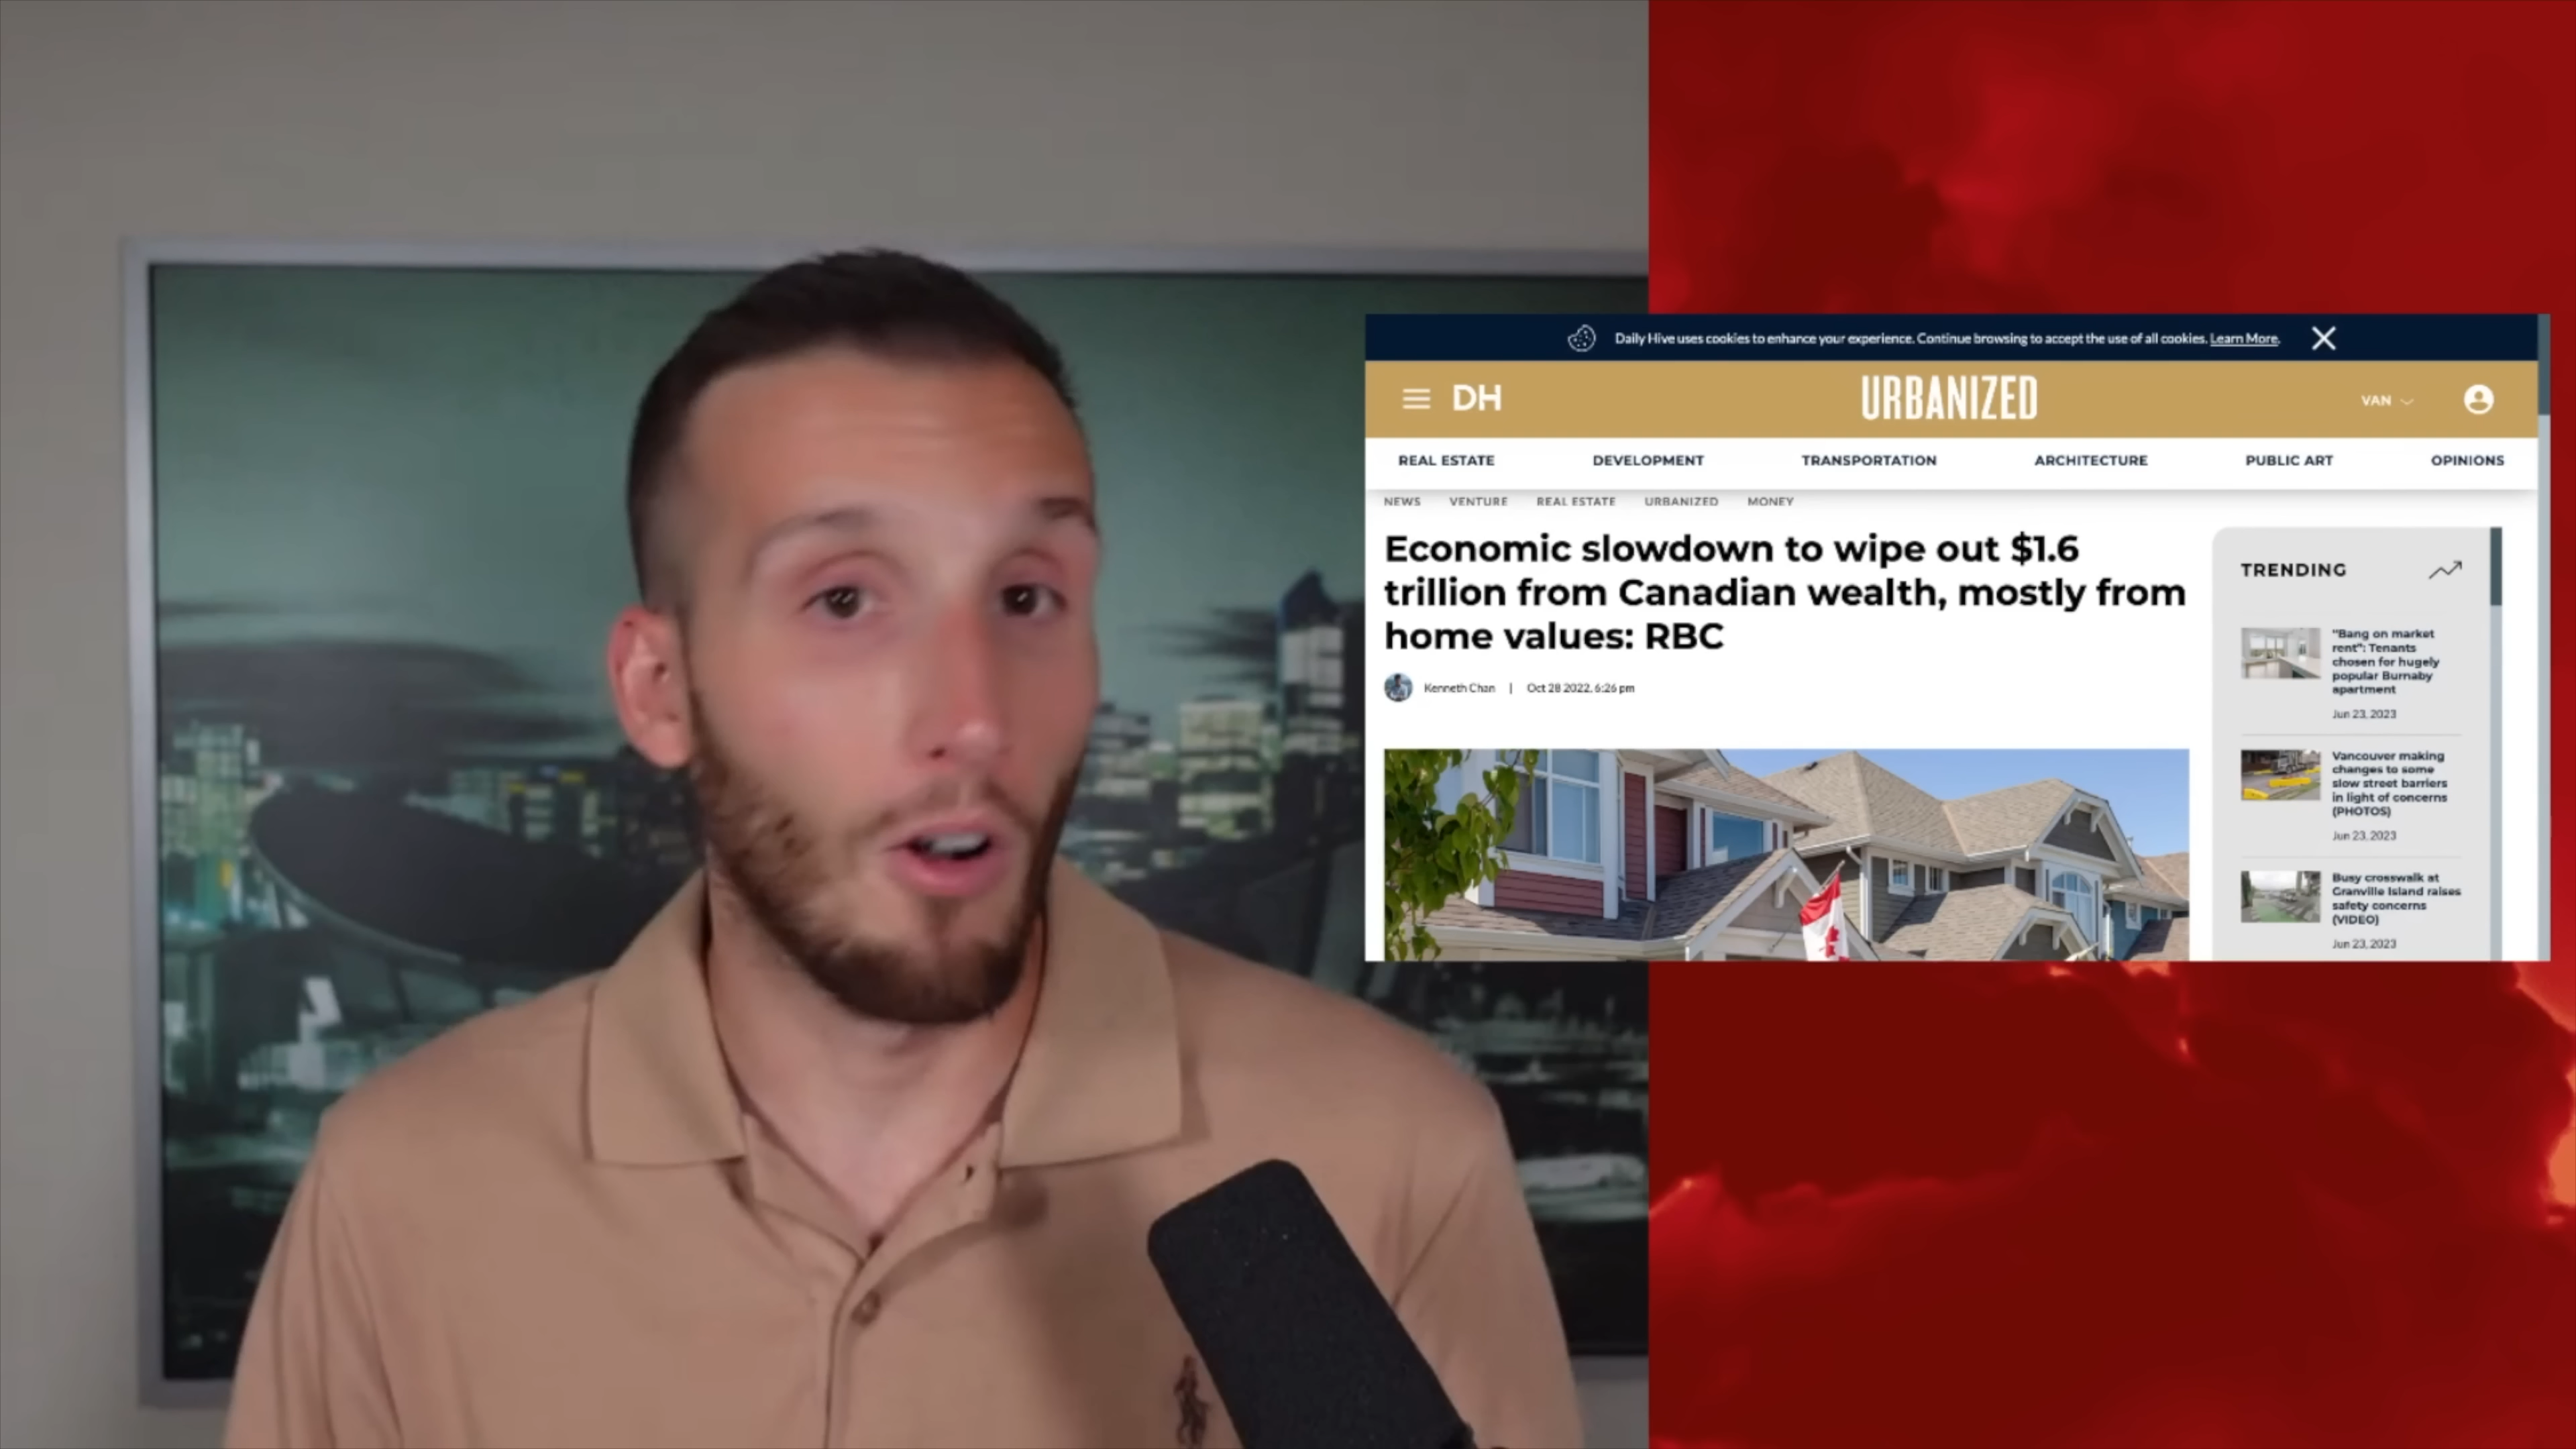 Daily Hive uses cookies to enhance your experience. Continue browsing to accept the use of all cookies. Learn More.
DH
URBANIZED
VAN
REAL ESTATE DEVELOPMENT TRANSPORTATION ARCHITECTURE PUBLIC ART OPINIONS
NEWS VENTURE REAL ESTATE URBANIZED MONEY
Economic slowdown to wipe out $1.6
trillion from Canadian wealth, mostly from
home values: RBC
Kenneth Chan | Oct 28 2022, 6:26 pm
TRENDING
"Bang on market
rent": Tenants
chosen for hugely
popular Burnaby
apartment
Jun 23, 2023
Vancouver making
changes to some
slow street barriers
in light of concerns
(PHOTOS)
Jun 23, 2023
Busy crosswalk at
Granville Island raises
safety concerns
(VIDEO)
Jun 23, 2023